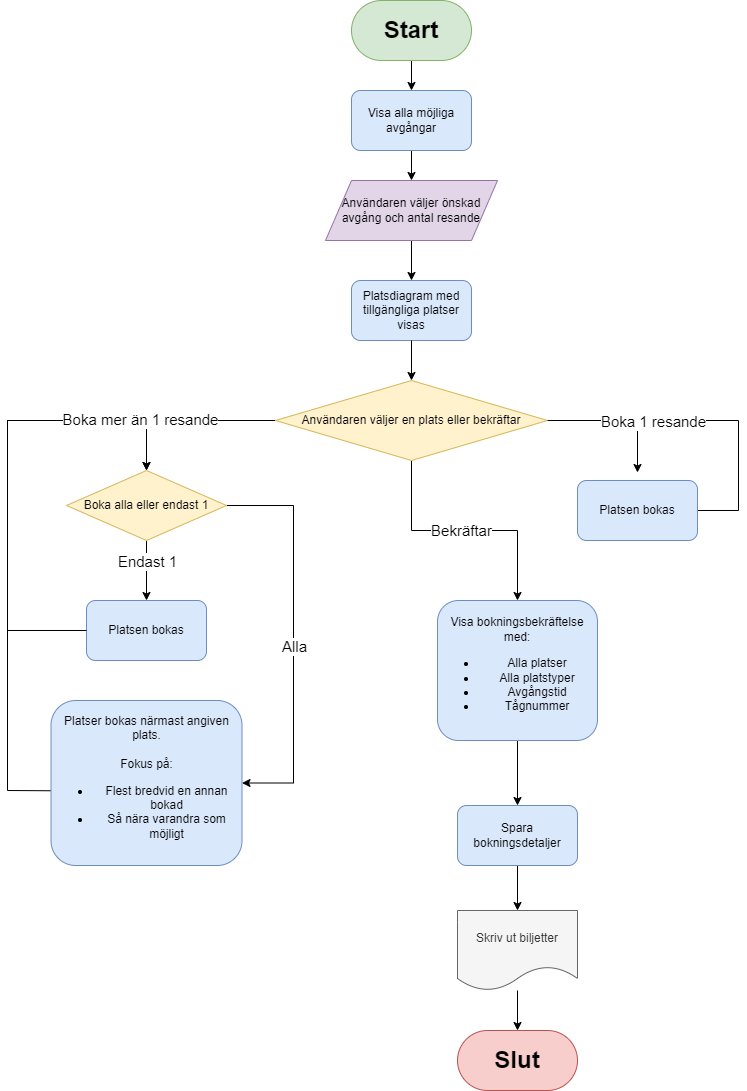 Start
Visa alla möjliga
avgångar
Användaren väljer önskad
avgång och antal resande
Platsdiagram med
tillgängliga platser
visas
Användaren väljer en plats eller bekräftar
Boka mer än 1 resande
Boka 1 resande
Boka alla eller endast 1
Platsen bokas
Bekräftar
Endast 1
Platsen bokas
Alla
Visa bokningsbekräftelse
med:
• Alla platser
• Alla platstyper
• Avgångstid
• Tågnummer
Platser bokas närmast angiven
plats.
Fokus på:
• Flest bredvid en annan
bokad
• Så nära varandra som
möjligt
Spara
bokningsdetaljer
Skriv ut biljetter
Slut